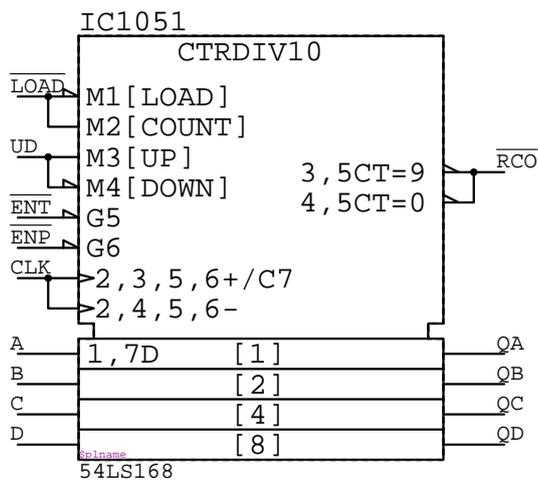 IC1051
CTRDIV10
LOAD
M1[LOAD]
M2[COUNT]
UD
M3[UP]
3,5CT=9
RCO
M4[DOWN]
4,5CT=0
ENT
G5
ENP
G6
CLK
2,3,5,6+/C7
2,4,5,6-
A
1,7D
[1]
QA
B
[2]
QB
C
[4]
QC
D
[8]
QD
Splname
54LS168